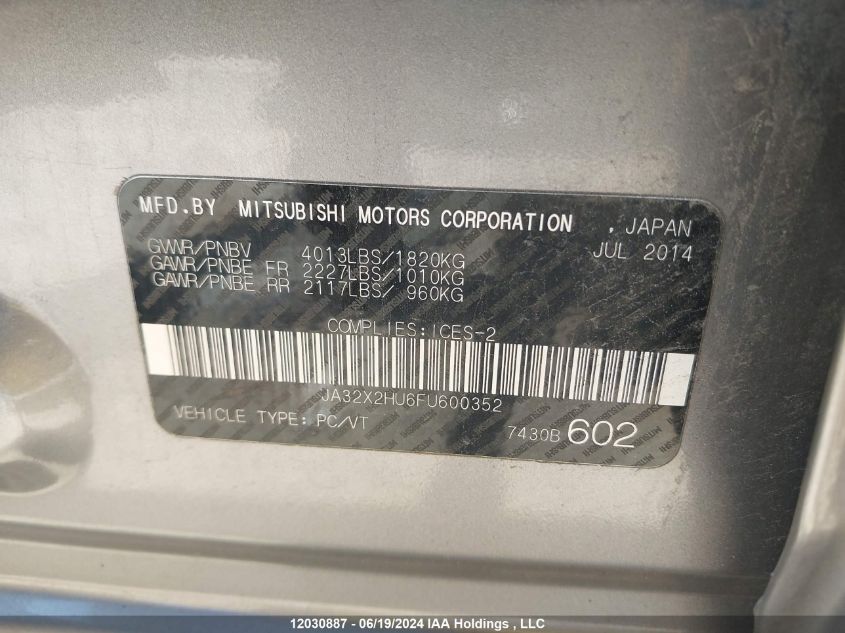 MFD.BY MITSUBISHI MOTORS CORPORATION , JAPAN
JUL 2014
GVWR/PNBV 4013LBS/1820KG
GAWR/PNBE FR 2227LBS/1010KG
GAWR/PNBE RR 2117LBS/ 960KG
COMPLIES:ICES-2
JA32X2HU6FU600352
VEHICLE TYPE:PC/VT
7430B 602
12030887 - 06/19/2024 IAA Holdings , LLC